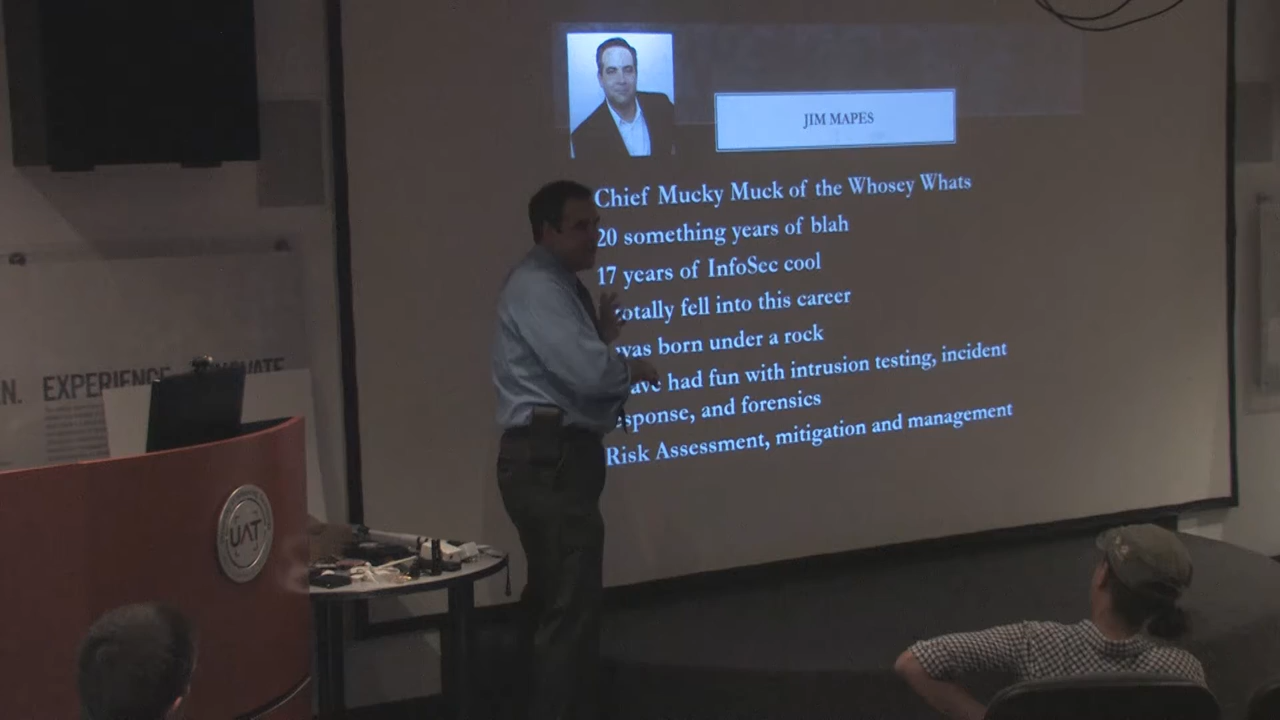 JIM MAPES
Chief Mucky Muck of the Whosey Whats
20 something years of blah
17 years of InfoSec cool
totally fell into this career
was born under a rock
ave had fun with intrusion testing, incident
esponse, and forensics
Risk Assessment, mitigation and management
N. EXPERIENCE.
UAT